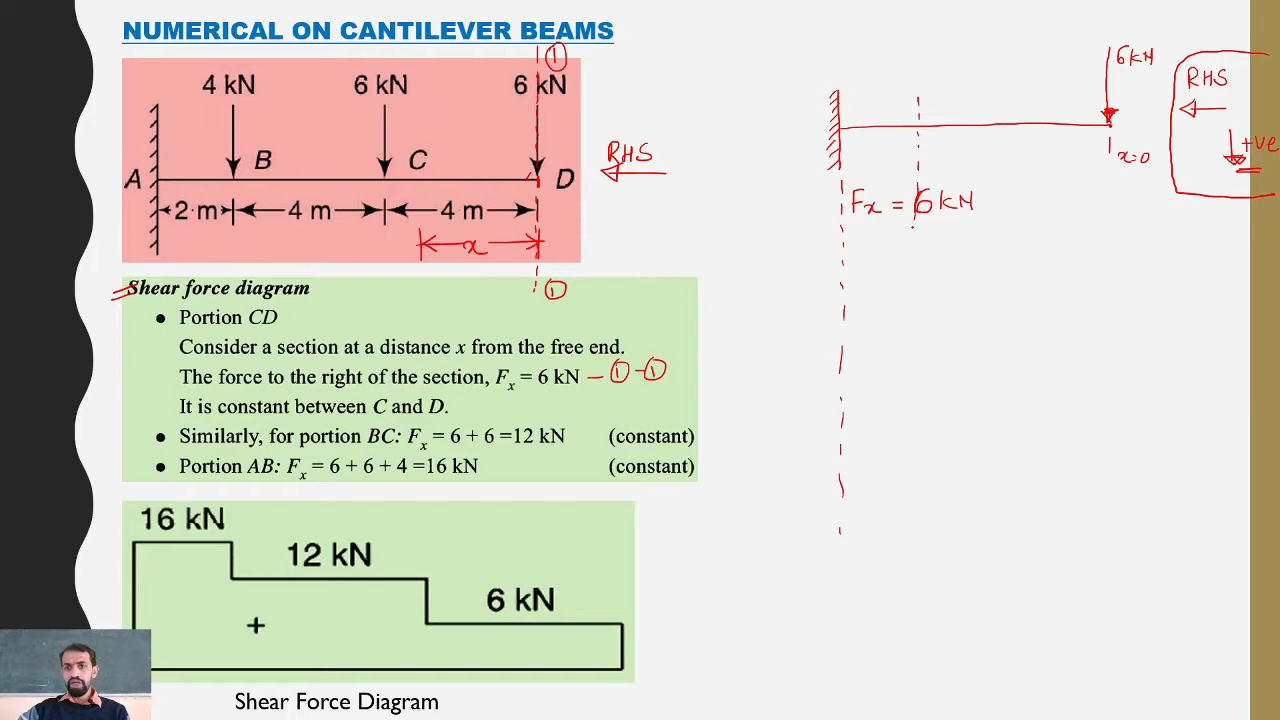 NUMERICAL ON CANTILEVER BEAMS
①
4 kN 6 kN 6 kN
A B C D
RHS
2 m 4 m 4 m
x
①
Shear force diagram
● Portion CD
Consider a section at a distance x from the free end.
The force to the right of the section, Fx = 6 kN – ① - ①
It is constant between C and D.
● Similarly, for portion BC: Fx = 6 + 6 =12 kN (constant)
● Portion AB: Fx = 6 + 6 + 4 =16 kN (constant)
16 kN
12 kN
6 kN
+
Shear Force Diagram
6 kN
x=0
Fx = 6 kN
RHS
+ve